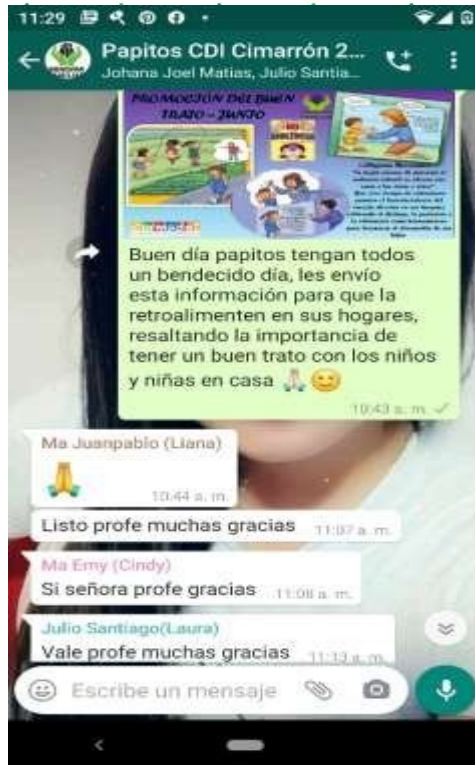 11:29
Papitos CDI Cimarrón 2...
Johana Joel Matias, Julio Santia...
PROMOCIÓN DEL BUEN
TRATO - JUNIO
Buen día papitos tengan todos
un bendecido día, les envío
esta información para que la
retroalimenten en sus hogares,
resaltando la importancia de
tener un buen trato con los niños
y niñas en casa 🙏🏻😊
10:43 a. m.
Ma Juanpablo (Liana)
🙏
10:44 a. m.
Listo profe muchas gracias 11:07 a. m.
Ma Emy (Cindy)
Si señora profe gracias 11:08 a. m.
Julio Santiago(Laura)
Vale profe muchas gracias 11:13 a. m.
Escribe un mensaje